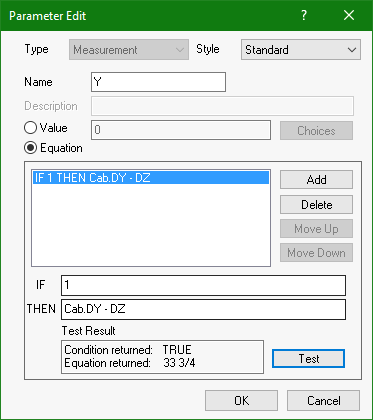 Parameter Edit
Type Measurement Style Standard
Name Y
Description
Value 0 Choices
Equation
IF 1 THEN Cab.DY - DZ
Add
Delete
Move Up
Move Down
IF 1
THEN Cab.DY - DZ
Test Result
Condition returned: TRUE
Equation returned: 33 3/4
Test
OK Cancel